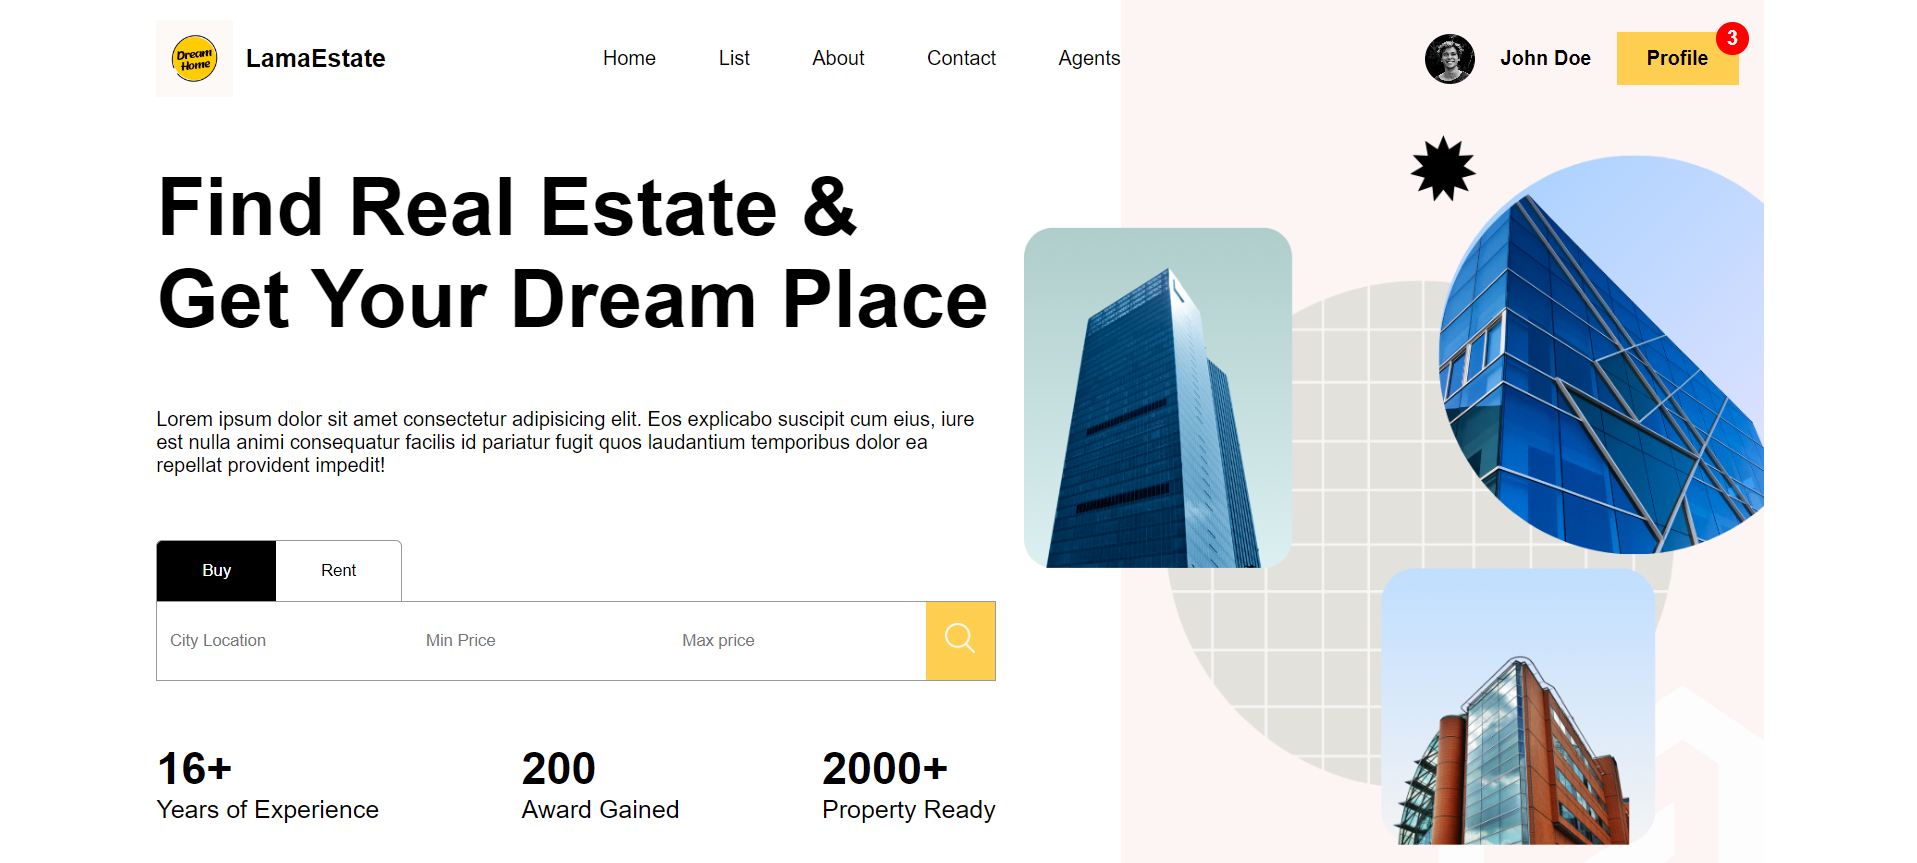 Dream
Home
LamaEstate
Home
List
About
Contact
Agents
John Doe
Profile
3
Find Real Estate &
Get Your Dream Place
Lorem ipsum dolor sit amet consectetur adipisicing elit. Eos explicabo suscipit cum eius, iure
est nulla animi consequatur facilis id pariatur fugit quos laudantium temporibus dolor ea
repellat provident impedit!
Buy
Rent
City Location
Min Price
Max price
16+
Years of Experience
200
Award Gained
2000+
Property Ready